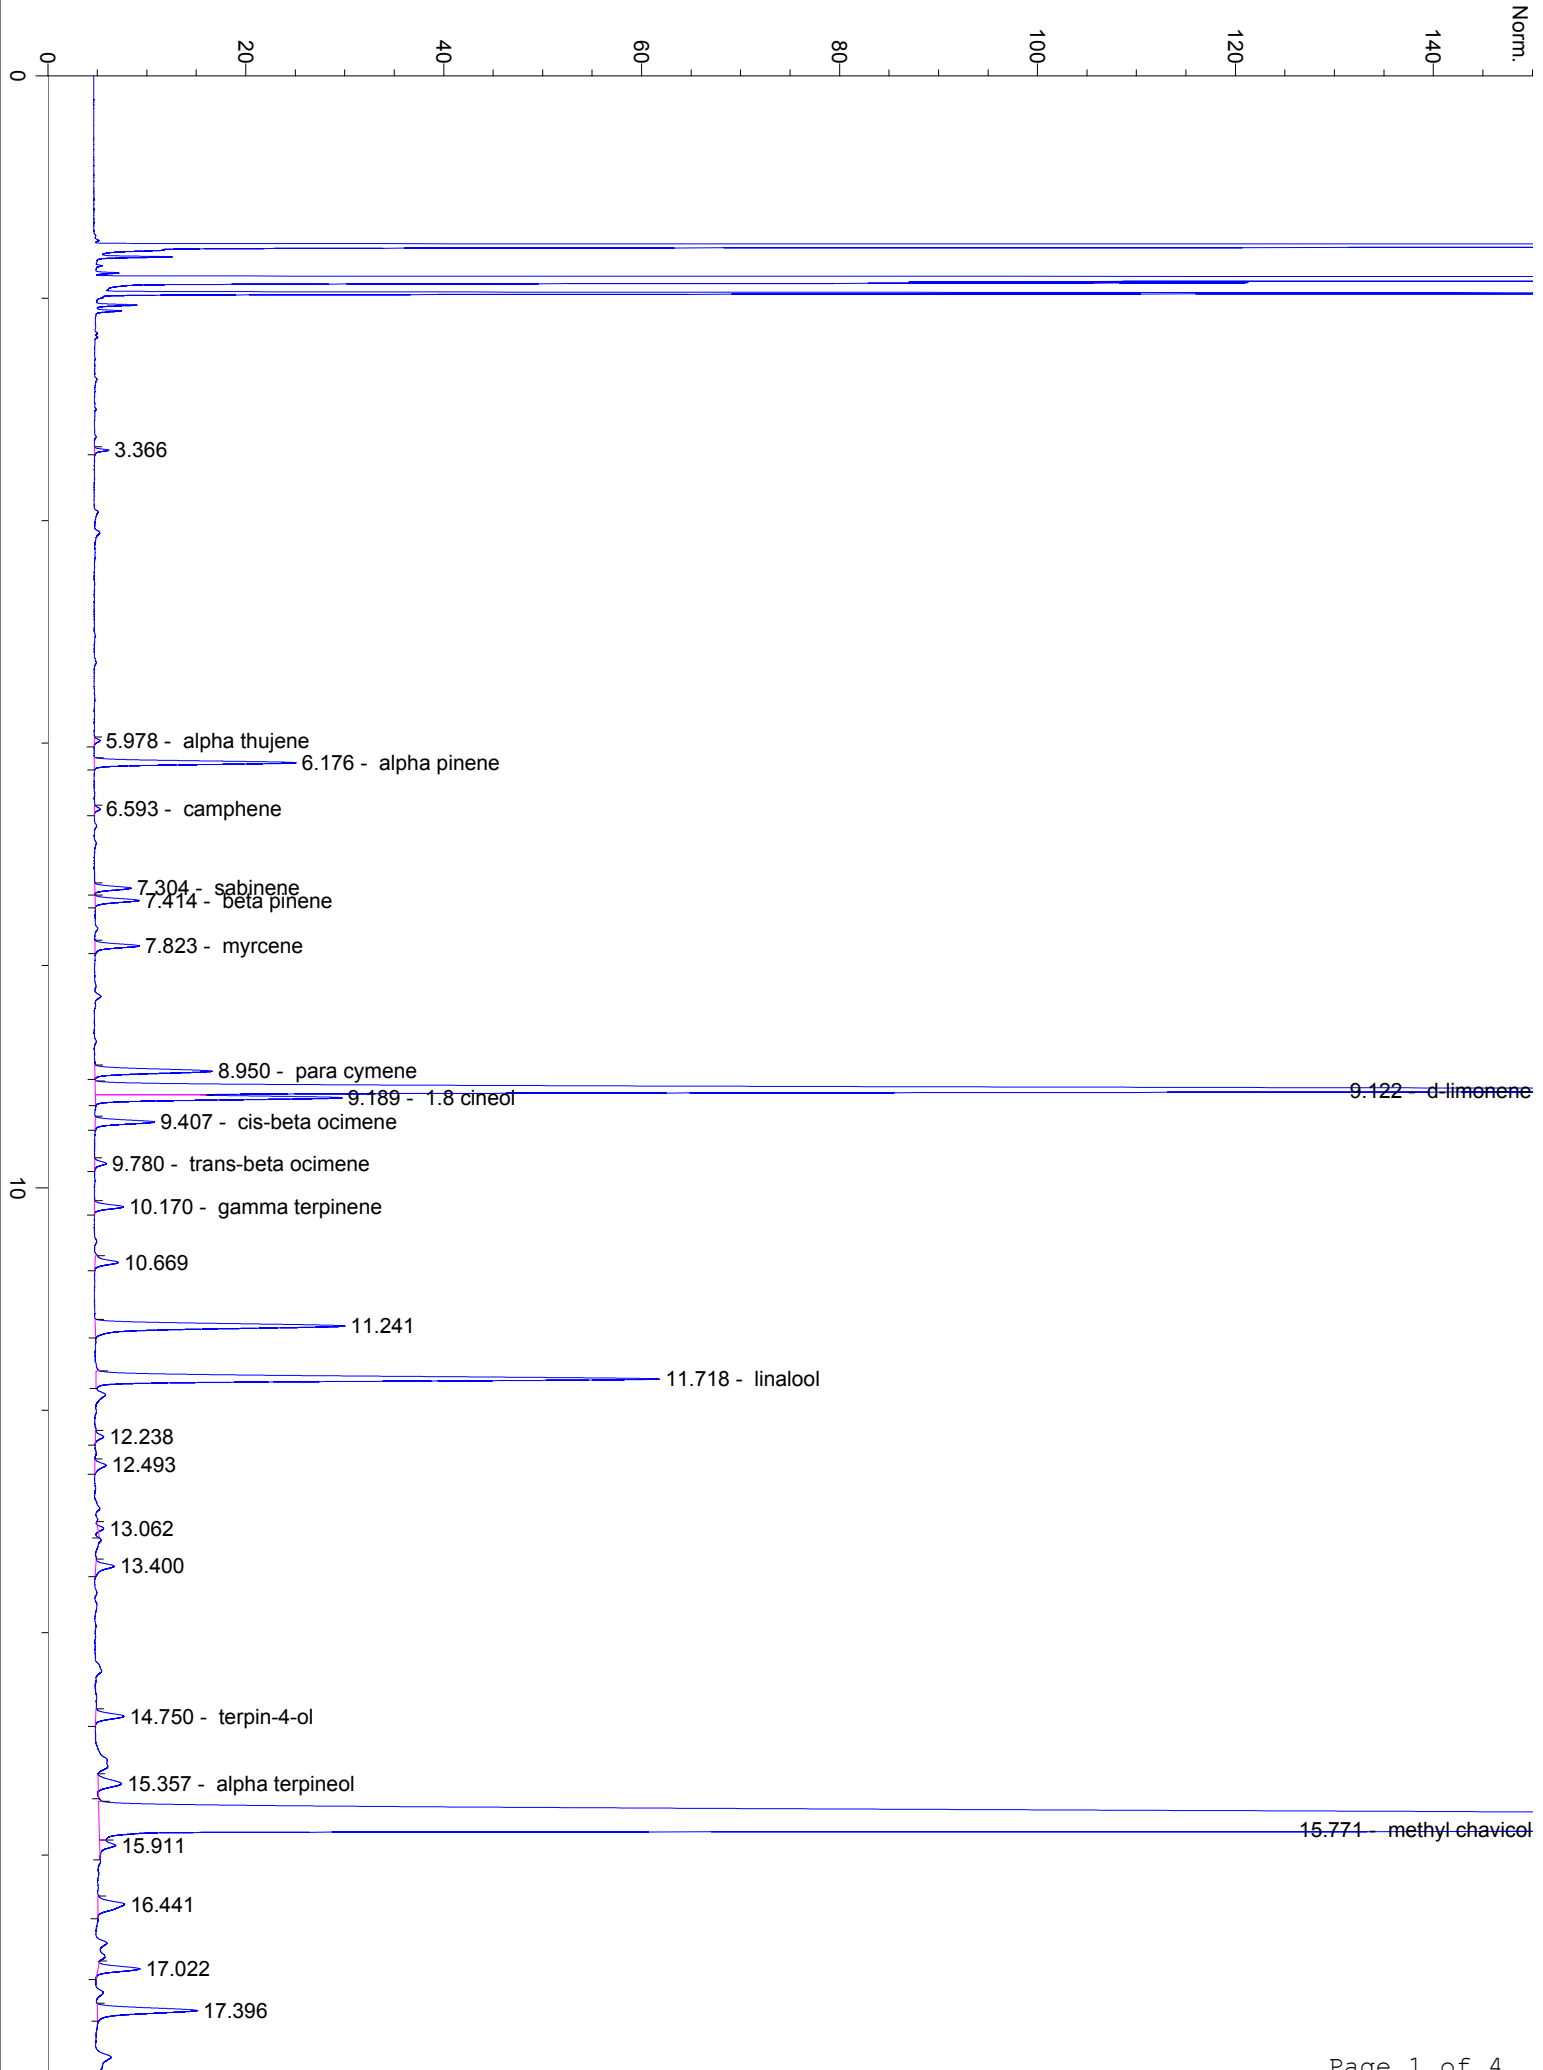 Norm.
0
20
40
60
80
100
120
140
0
3.366
5.978 - alpha thujene
6.176 - alpha pinene
6.593 - camphene
7.304 - sabinene
7.414 - beta pinene
7.823 - myrcene
8.950 - para cymene
9.122 - d-limonene
9.189 - 1.8 cineol
9.407 - cis-beta ocimene
9.780 - trans-beta ocimene
10
10.170 - gamma terpinene
10.669
11.241
11.718 - linalool
12.238
12.493
13.062
13.400
14.750 - terpin-4-ol
15.357 - alpha terpineol
15.771 - methyl chavicol
15.911
16.441
17.022
17.396
Page 1 of 4